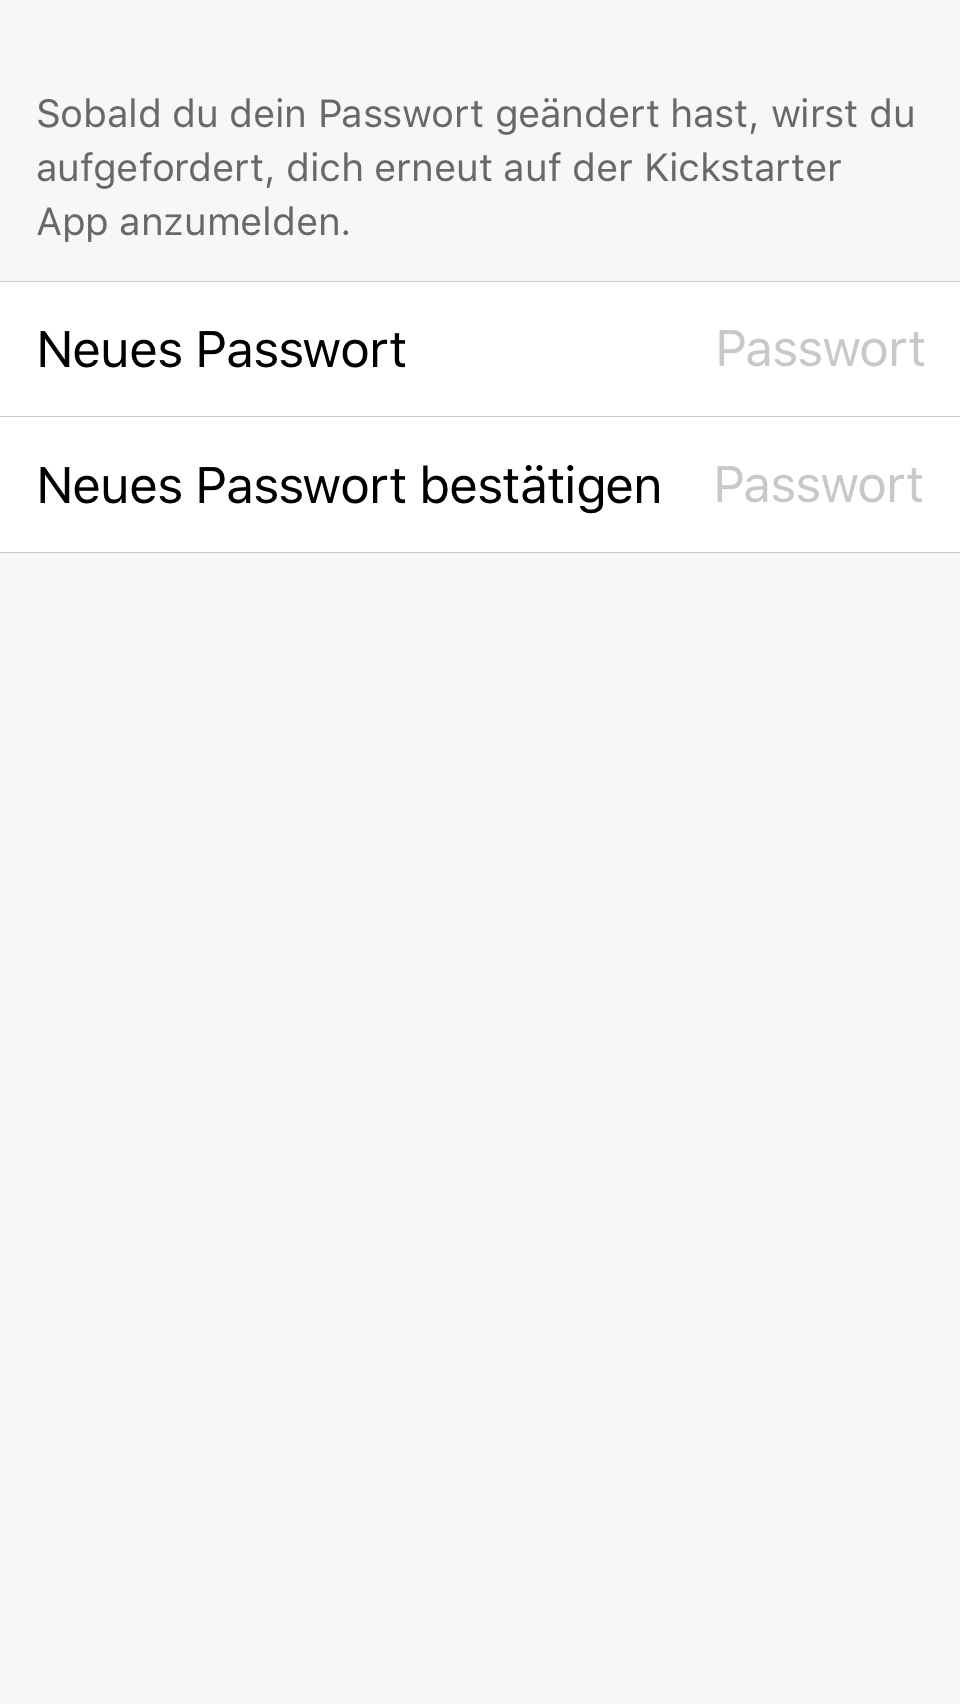 Sobald du dein Passwort geändert hast, wirst du
aufgefordert, dich erneut auf der Kickstarter
App anzumelden.
Neues Passwort Passwort
Neues Passwort bestätigen Passwort